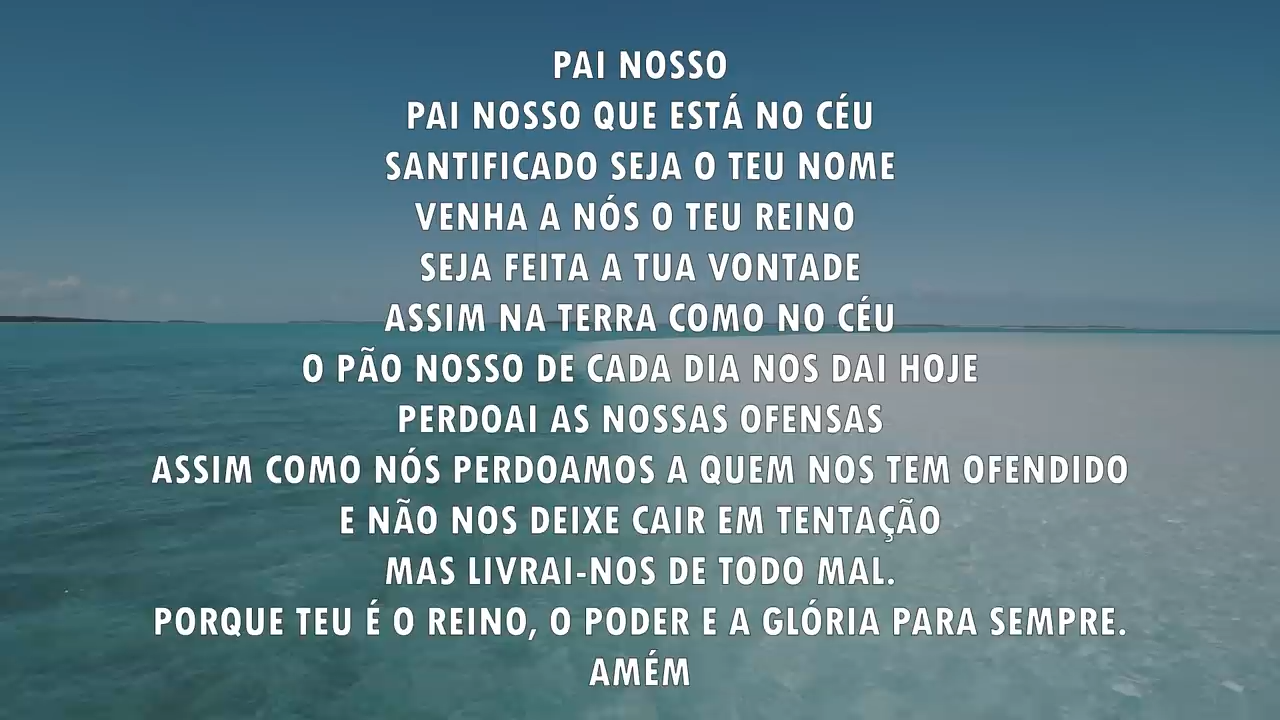 PAI NOSSO
PAI NOSSO QUE ESTÁ NO CÉU
SANTIFICADO SEJA O TEU NOME
VENHA A NÓS O TEU REINO
SEJA FEITA A TUA VONTADE
ASSIM NA TERRA COMO NO CÉU
O PÃO NOSSO DE CADA DIA NOS DAI HOJE
PERDOAI AS NOSSAS OFENSAS
ASSIM COMO NÓS PERDOAMOS A QUEM NOS TEM OFENDIDO
E NÃO NOS DEIXE CAIR EM TENTAÇÃO
MAS LIVRAI-NOS DE TODO MAL.
PORQUE TEU É O REINO, O PODER E A GLÓRIA PARA SEMPRE.
AMÉM